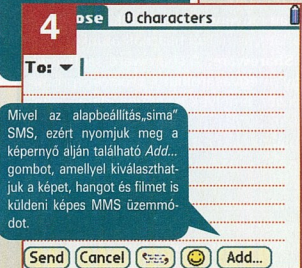 4
ose 0 characters
To:
Mivel az alapbeállítás„sima”
SMS, ezért nyomjuk meg a
képernyő alján található Add...
gombot, amellyel kiválaszthat-
juk a képet, hangot és filmet is
küldeni képes MMS üzemmó-
dot.
Send Cancel Add...